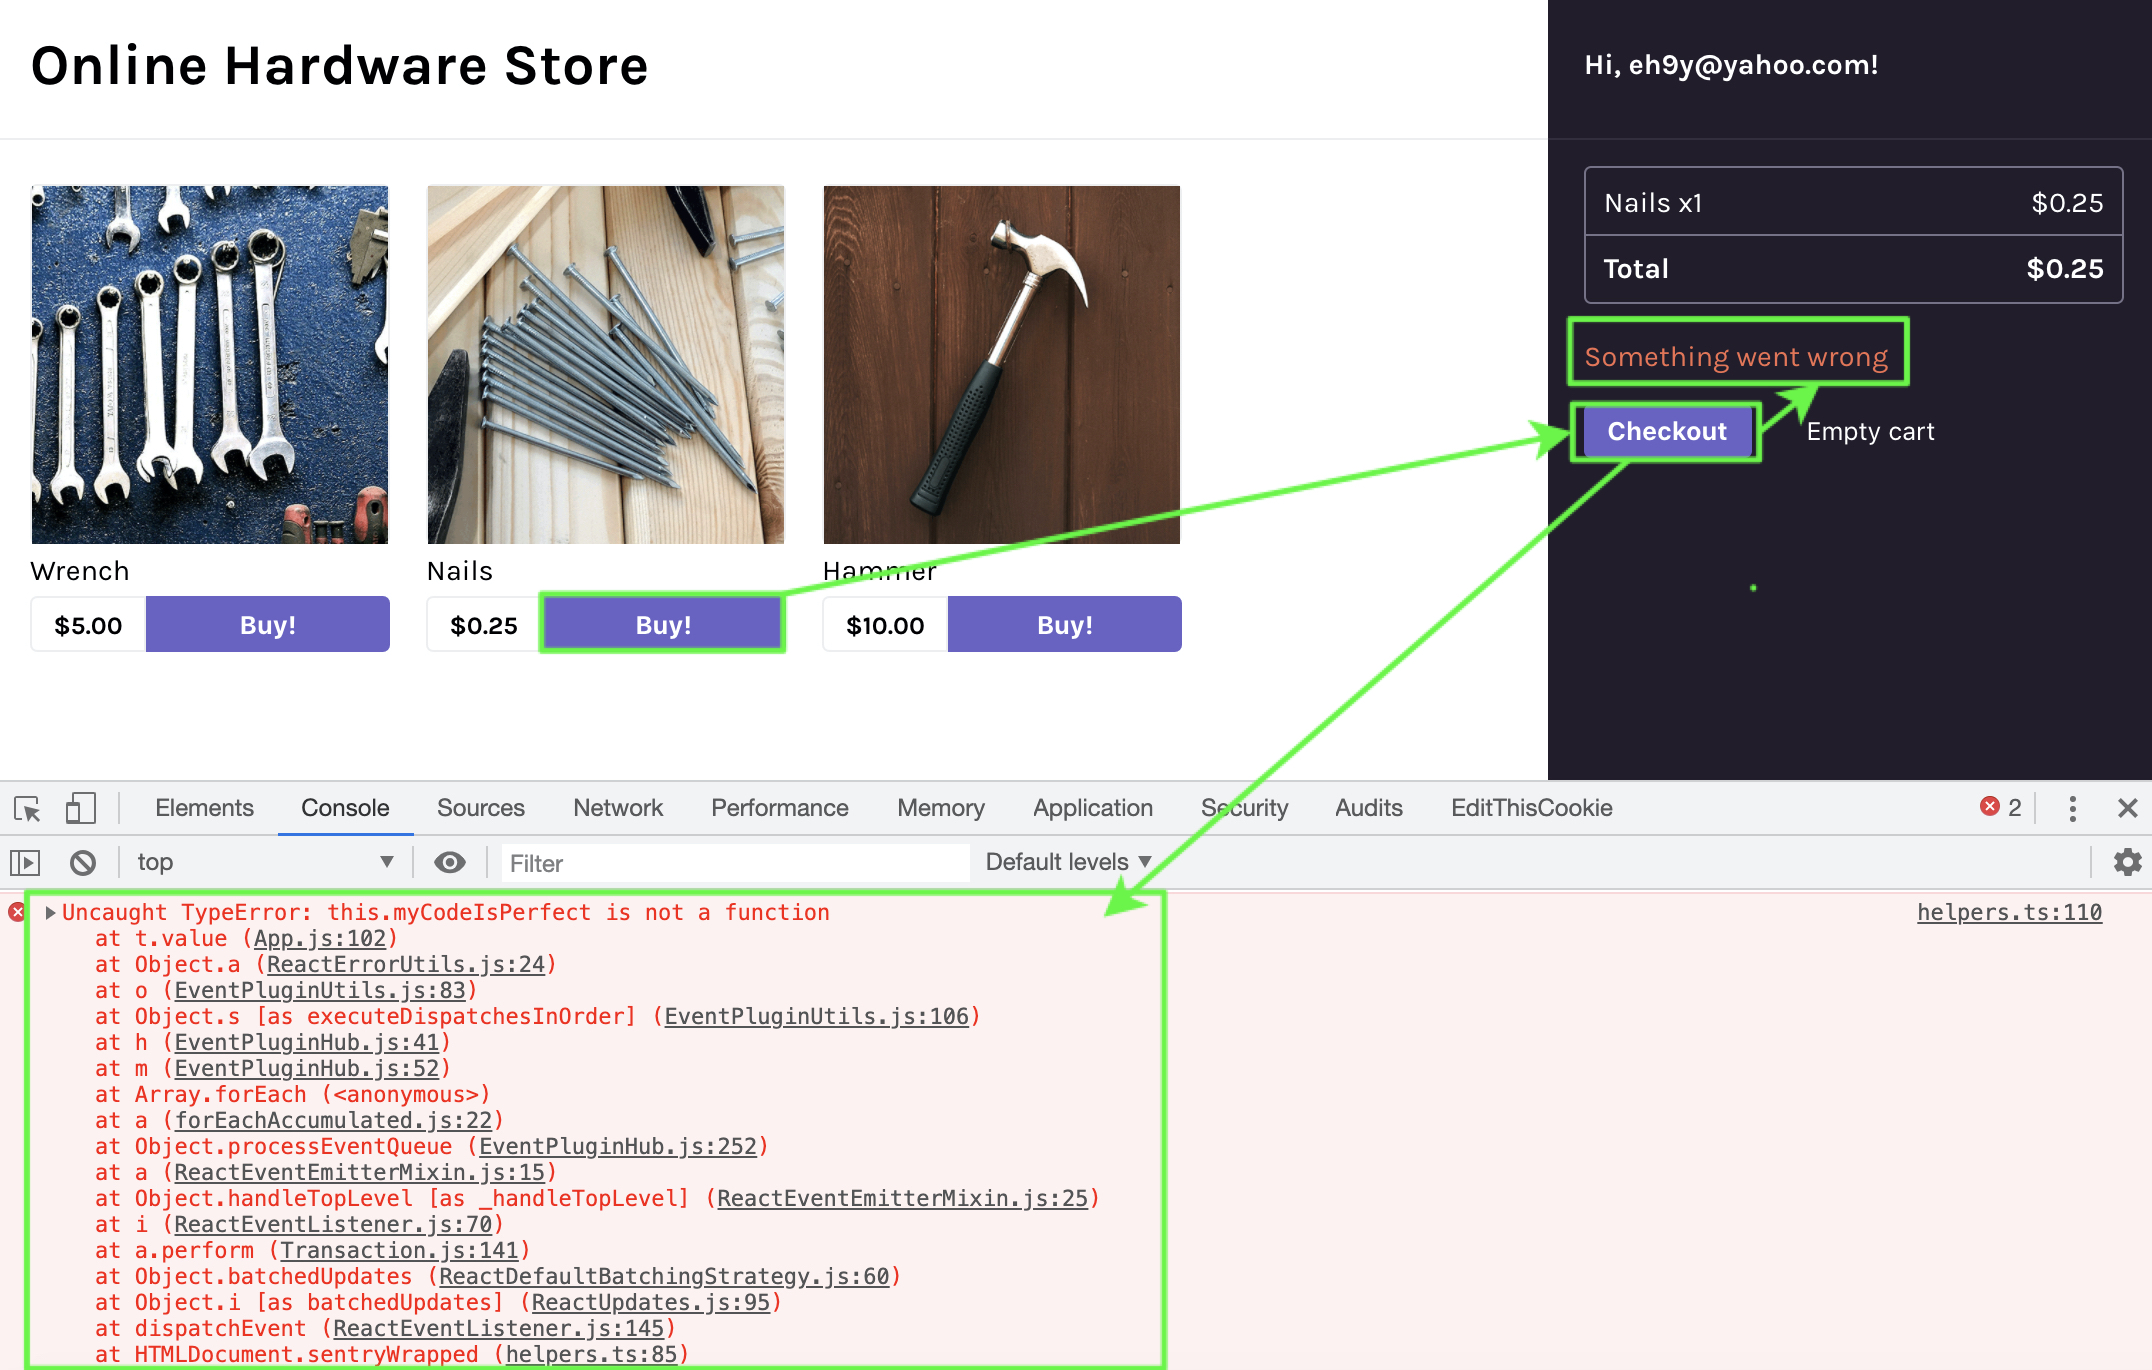 Online Hardware Store
Hi, eh9y@yahoo.com!
Nails x1 $0.25
Total $0.25
Something went wrong
Checkout Empty cart
Wrench
$5.00 Buy!
Nails
$0.25 Buy!
Hammer
$10.00 Buy!
Elements Console Sources Network Performance Memory Application Security Audits EditThisCookie 2
top Filter Default levels
Uncaught TypeError: this.myCodeIsPerfect is not a function helpers.ts:110
at t.value (App.js:102)
at Object.a (ReactErrorUtils.js:24)
at o (EventPluginUtils.js:83)
at Object.s [as executeDispatchesInOrder] (EventPluginUtils.js:106)
at h (EventPluginHub.js:41)
at m (EventPluginHub.js:52)
at Array.forEach (<anonymous>)
at a (forEachAccumulated.js:22)
at Object.processEventQueue (EventPluginHub.js:252)
at a (ReactEventEmitterMixin.js:15)
at Object.handleTopLevel [as _handleTopLevel] (ReactEventEmitterMixin.js:25)
at i (ReactEventListener.js:70)
at a.perform (Transaction.js:141)
at Object.batchedUpdates (ReactDefaultBatchingStrategy.js:60)
at Object.i [as batchedUpdates] (ReactUpdates.js:95)
at dispatchEvent (ReactEventListener.js:145)
at HTMLDocument.sentryWrapped (helpers.ts:85)